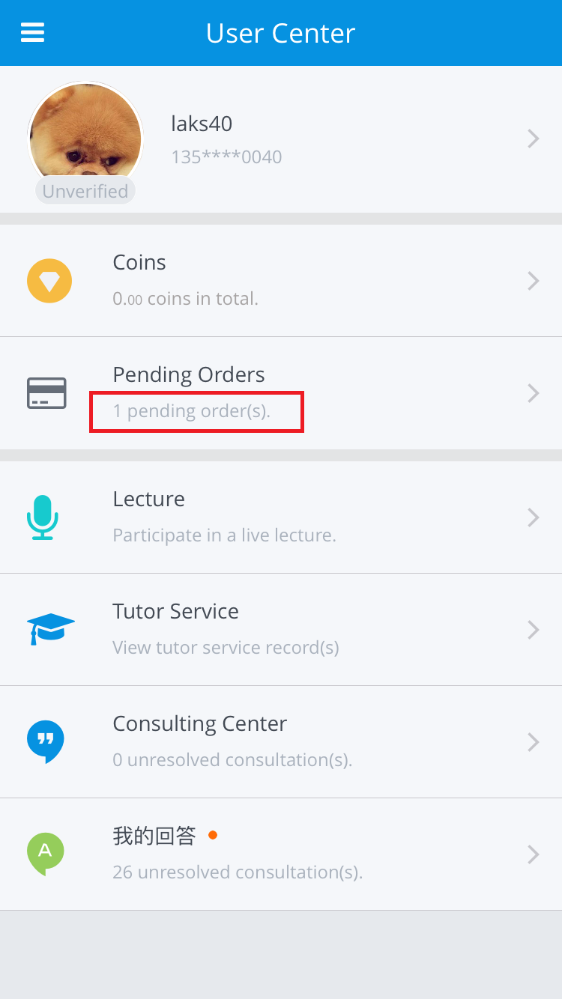 User Center
laks40
135****0040
Unverified
Coins
0.00 coins in total.
Pending Orders
1 pending order(s).
Lecture
Participate in a live lecture.
Tutor Service
View tutor service record(s)
Consulting Center
0 unresolved consultation(s).
我的回答
A
26 unresolved consultation(s).